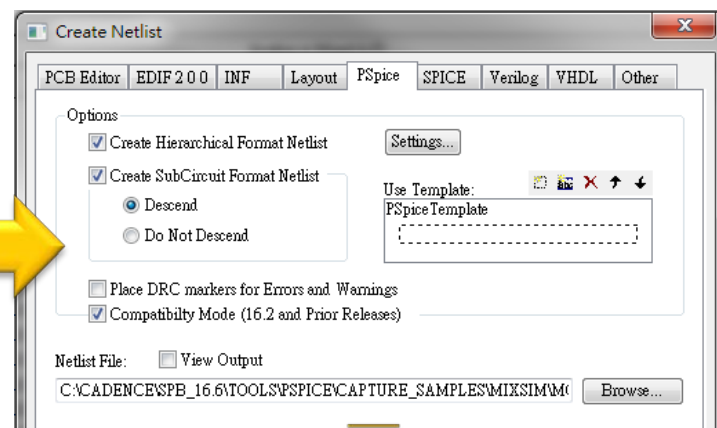 Create Netlist
PCB Editor EDIF 2 0 0 INF Layout PSpice SPICE Verilog VHDL Other
Options
Create Hierarchical Format Netlist Settings...
Create SubCircuit Format Netlist
Use Template:
Descend
PSpiceTemplate
Do Not Descend
Place DRC markers for Errors and Warnings
Compatibilty Mode (16.2 and Prior Releases)
Netlist File: View Output
C:\CADENCE\SPB_16.6\TOOLS\PSPICE\CAPTURE_SAMPLES\MIXSIM\M Browse...